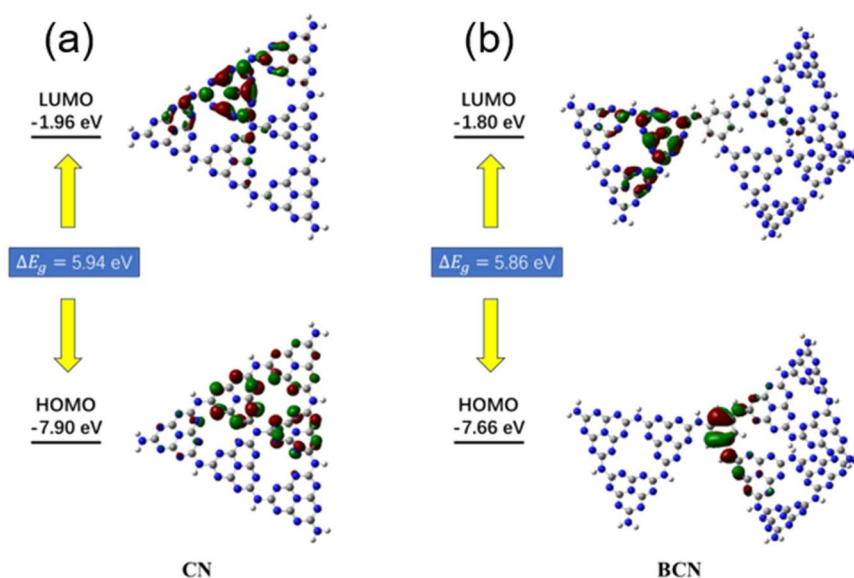 (a)
LUMO
-1.96 eV
ΔE_g = 5.94 eV
HOMO
-7.90 eV
CN
(b)
LUMO
-1.80 eV
ΔE_g = 5.86 eV
HOMO
-7.66 eV
BCN